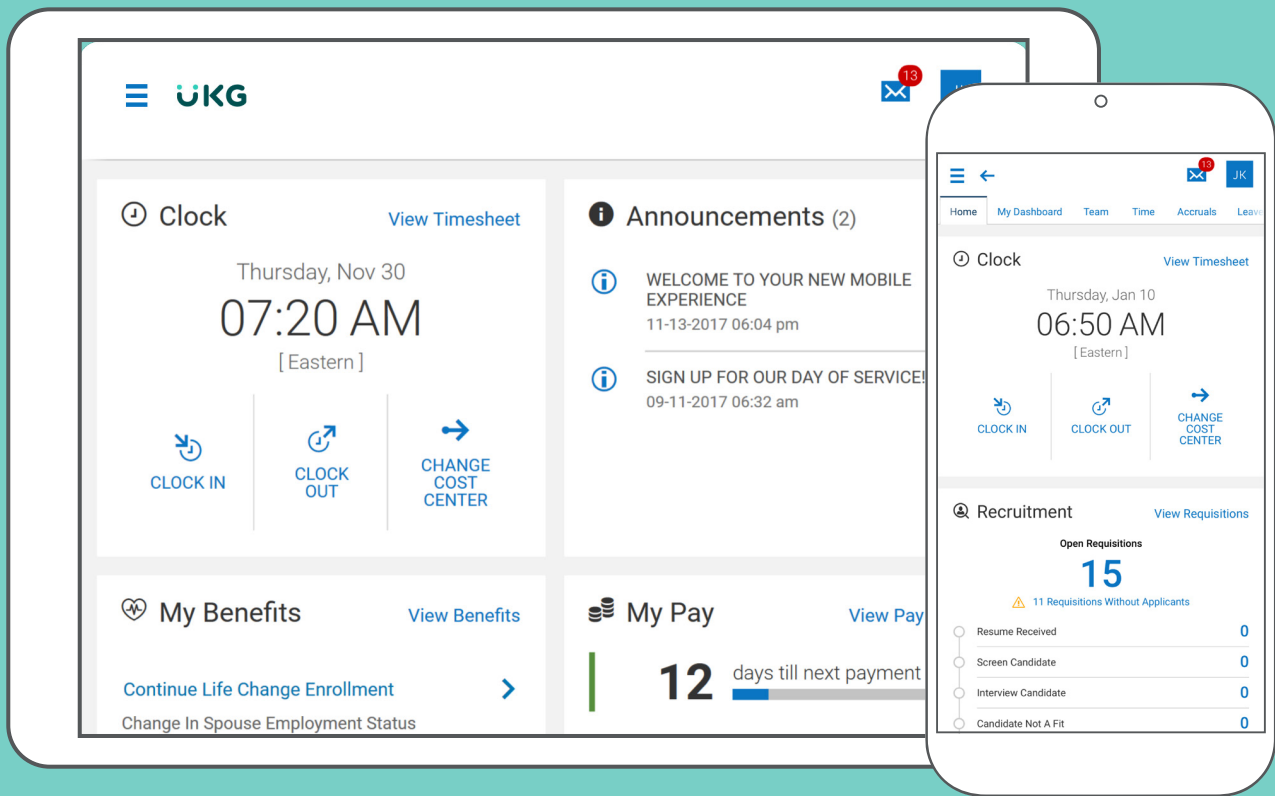 UKG
13
Clock
View Timesheet
Thursday, Nov 30
07:20 AM
[ Eastern ]
CLOCK IN
CLOCK
OUT
CHANGE
COST
CENTER
Announcements (2)
WELCOME TO YOUR NEW MOBILE
EXPERIENCE
11-13-2017 06:04 pm
SIGN UP FOR OUR DAY OF SERVICE!
09-11-2017 06:32 am
My Benefits
View Benefits
Continue Life Change Enrollment
Change In Spouse Employment Status
My Pay
View Pay
12 days till next payment
13
JK
Home My Dashboard Team Time Accruals Leave
Clock
View Timesheet
Thursday, Jan 10
06:50 AM
[ Eastern ]
CLOCK IN
CLOCK OUT
CHANGE
COST
CENTER
Recruitment
View Requisitions
Open Requisitions
15
11 Requisitions Without Applicants
Resume Received 0
Screen Candidate 0
Interview Candidate 0
Candidate Not A Fit 0